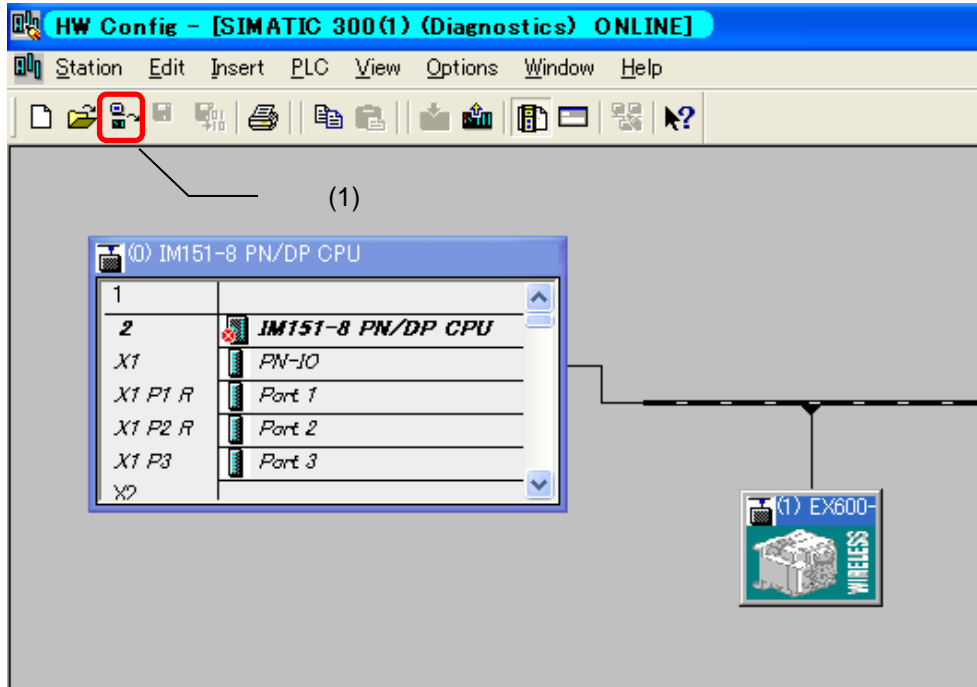 HW Config - [SIMATIC 300(1) (Diagnostics) ONLINE]
Station Edit Insert PLC View Options Window Help
(1)
(0) IM151-8 PN/DP CPU
1
2 IM151-8 PN/DP CPU
X1 PN-IO
X1 P1 R Port 1
X1 P2 R Port 2
X1 P3 Port 3
X2
(1) EX600-
WIRELESS